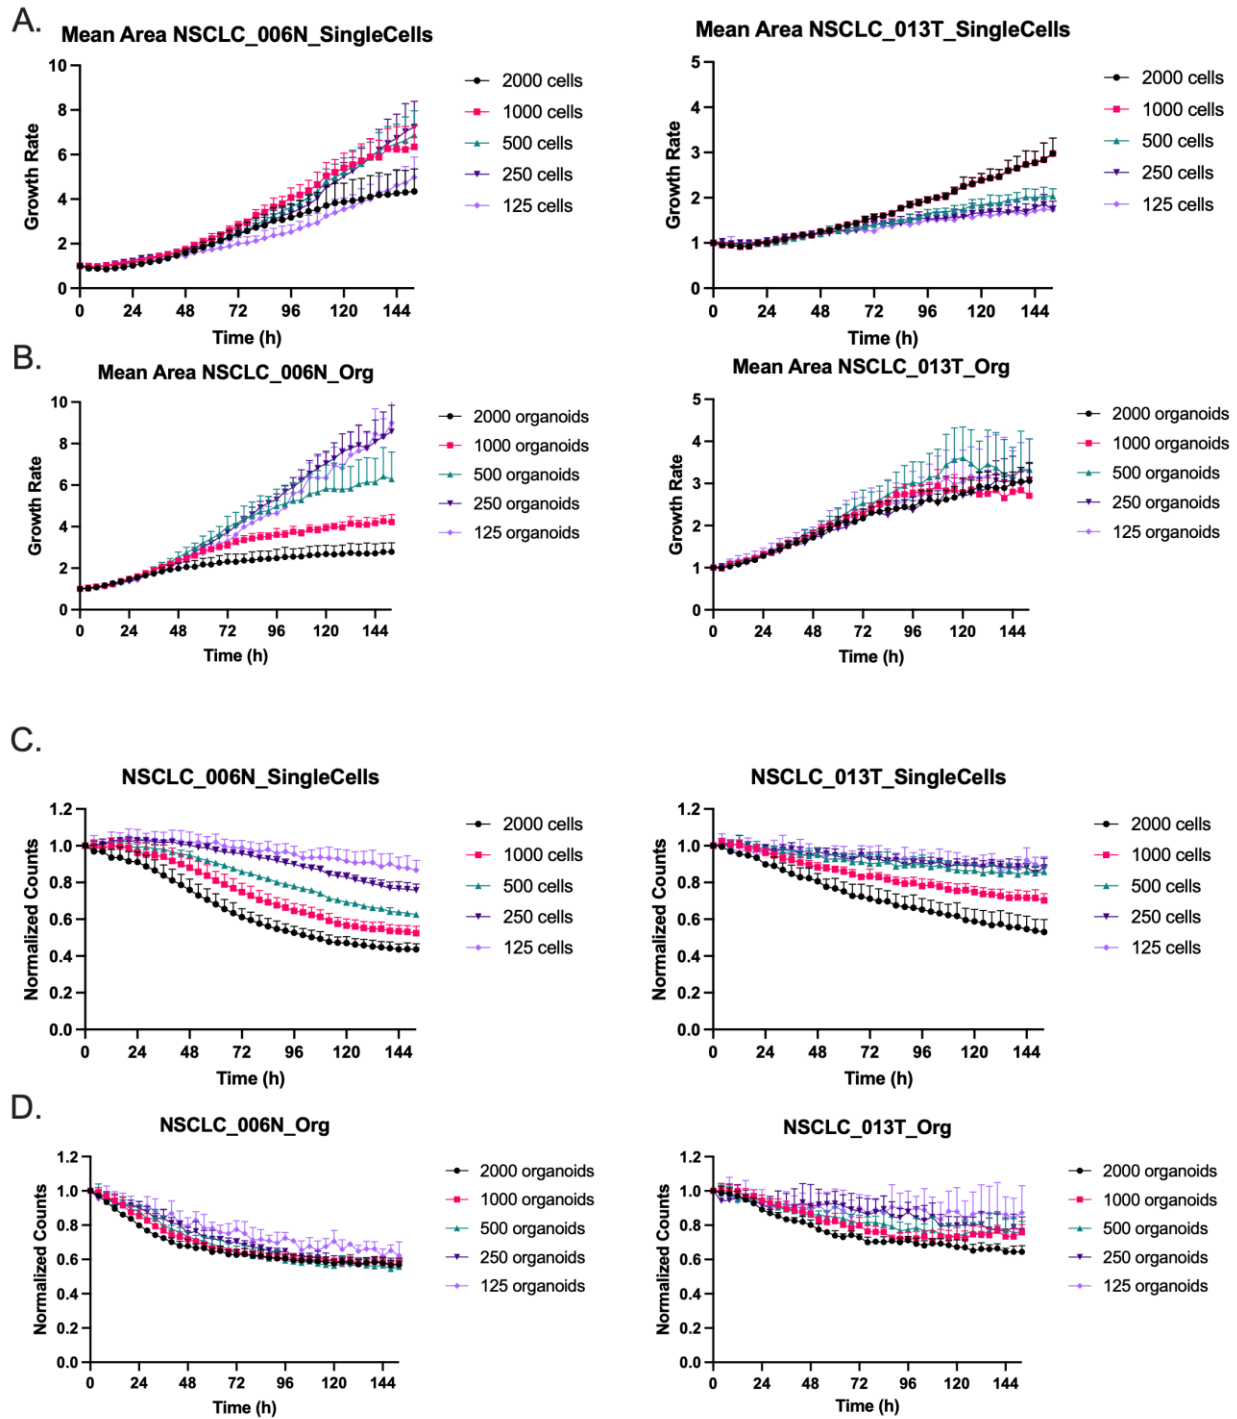 A.
Mean Area NSCLC_006N_SingleCells
Growth Rate
10
8
6
4
2
0
0 24 48 72 96 120 144
Time (h)
2000 cells
1000 cells
500 cells
250 cells
125 cells
Mean Area NSCLC_013T_SingleCells
Growth Rate
5
4
3
2
1
0
0 24 48 72 96 120 144
Time (h)
2000 cells
1000 cells
500 cells
250 cells
125 cells
B.
Mean Area NSCLC_006N_Org
Growth Rate
10
8
6
4
2
0
0 24 48 72 96 120 144
Time (h)
2000 organoids
1000 organoids
500 organoids
250 organoids
125 organoids
Mean Area NSCLC_013T_Org
Growth Rate
5
4
3
2
1
0
0 24 48 72 96 120 144
Time (h)
2000 organoids
1000 organoids
500 organoids
250 organoids
125 organoids
C.
NSCLC_006N_SingleCells
Normalized Counts
1.2
1.0
0.8
0.6
0.4
0.2
0.0
0 24 48 72 96 120 144
Time (h)
2000 cells
1000 cells
500 cells
250 cells
125 cells
NSCLC_013T_SingleCells
Normalized Counts
1.2
1.0
0.8
0.6
0.4
0.2
0.0
0 24 48 72 96 120 144
Time (h)
2000 cells
1000 cells
500 cells
250 cells
125 cells
D.
NSCLC_006N_Org
Normalized Counts
1.2
1.0
0.8
0.6
0.4
0.2
0.0
0 24 48 72 96 120 144
Time (h)
2000 organoids
1000 organoids
500 organoids
250 organoids
125 organoids
NSCLC_013T_Org
Normalized Counts
1.2
1.0
0.8
0.6
0.4
0.2
0.0
0 24 48 72 96 120 144
Time (h)
2000 organoids
1000 organoids
500 organoids
250 organoids
125 organoids